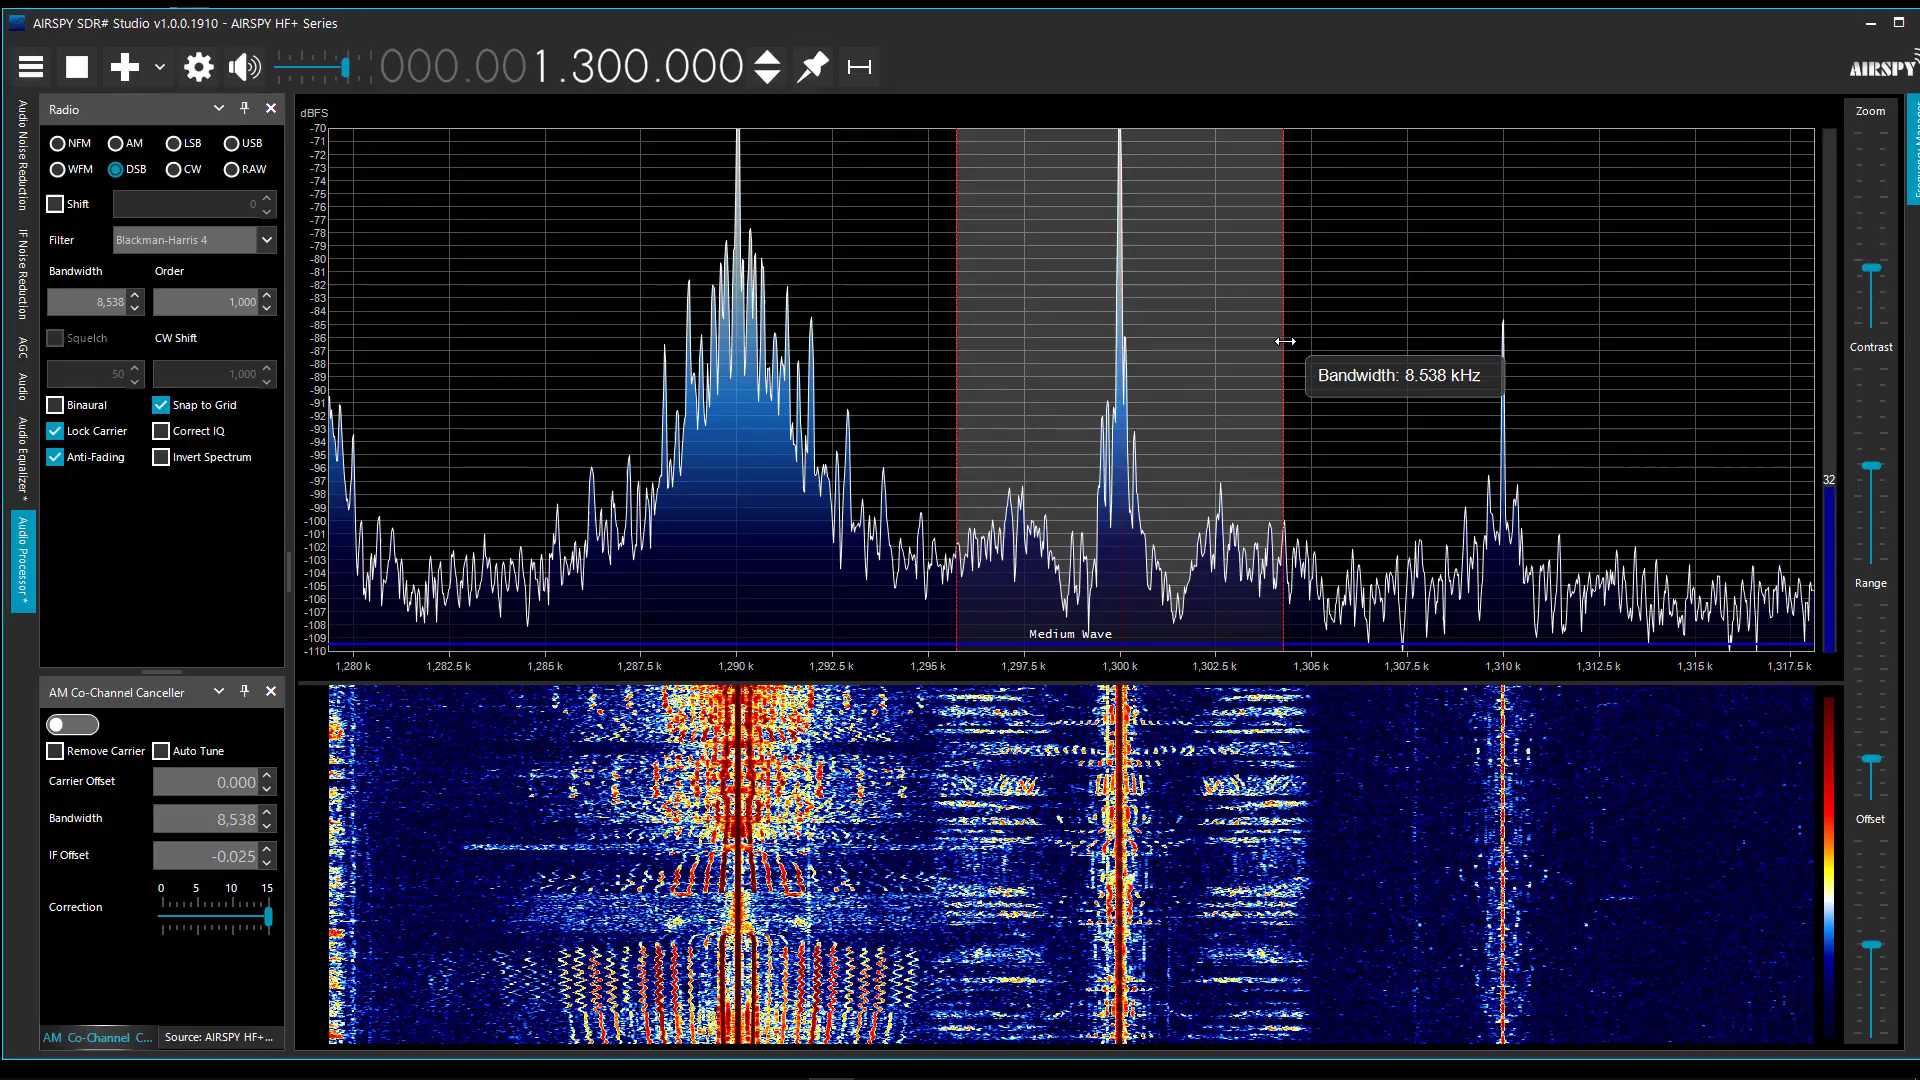 AIRSPY SDR# Studio v1.0.0.1910 - AIRSPY HF+ Series
000.001.300.000
AIRSPY
Radio
NFM AM LSB USB
WFM DSB CW RAW
Shift 0
Filter Blackman-Harris 4
Bandwidth Order
8,538 1,000
Squelch CW Shift
50 1,000
Binaural Snap to Grid
Lock Carrier Correct IQ
Anti-Fading Invert Spectrum
Audio Noise Reduction
IF Noise Reduction
AGC
Audio
Audio Equalizer *
Audio Processor *
AM Co-Channel Canceller
Remove Carrier Auto Tune
Carrier Offset 0.000
Bandwidth 8,538
IF Offset -0.025
0 5 10 15
Correction
AM Co-Channel C...
Source: AIRSPY HF+...
dBFS
-70
-71
-72
-73
-74
-75
-76
-77
-78
-79
-80
-81
-82
-83
-84
-85
-86
-87
-88
-89
-90
-91
-92
-93
-94
-95
-96
-97
-98
-99
-100
-101
-102
-103
-104
-105
-106
-107
-108
-109
-110
Bandwidth: 8.538 kHz
Medium Wave
1,280 k 1,282.5 k 1,285 k 1,287.5 k 1,290 k 1,292.5 k 1,295 k 1,297.5 k 1,300 k 1,302.5 k 1,305 k 1,307.5 k 1,310 k 1,312.5 k 1,315 k 1,317.5 k
32
Zoom
Contrast
Range
Offset